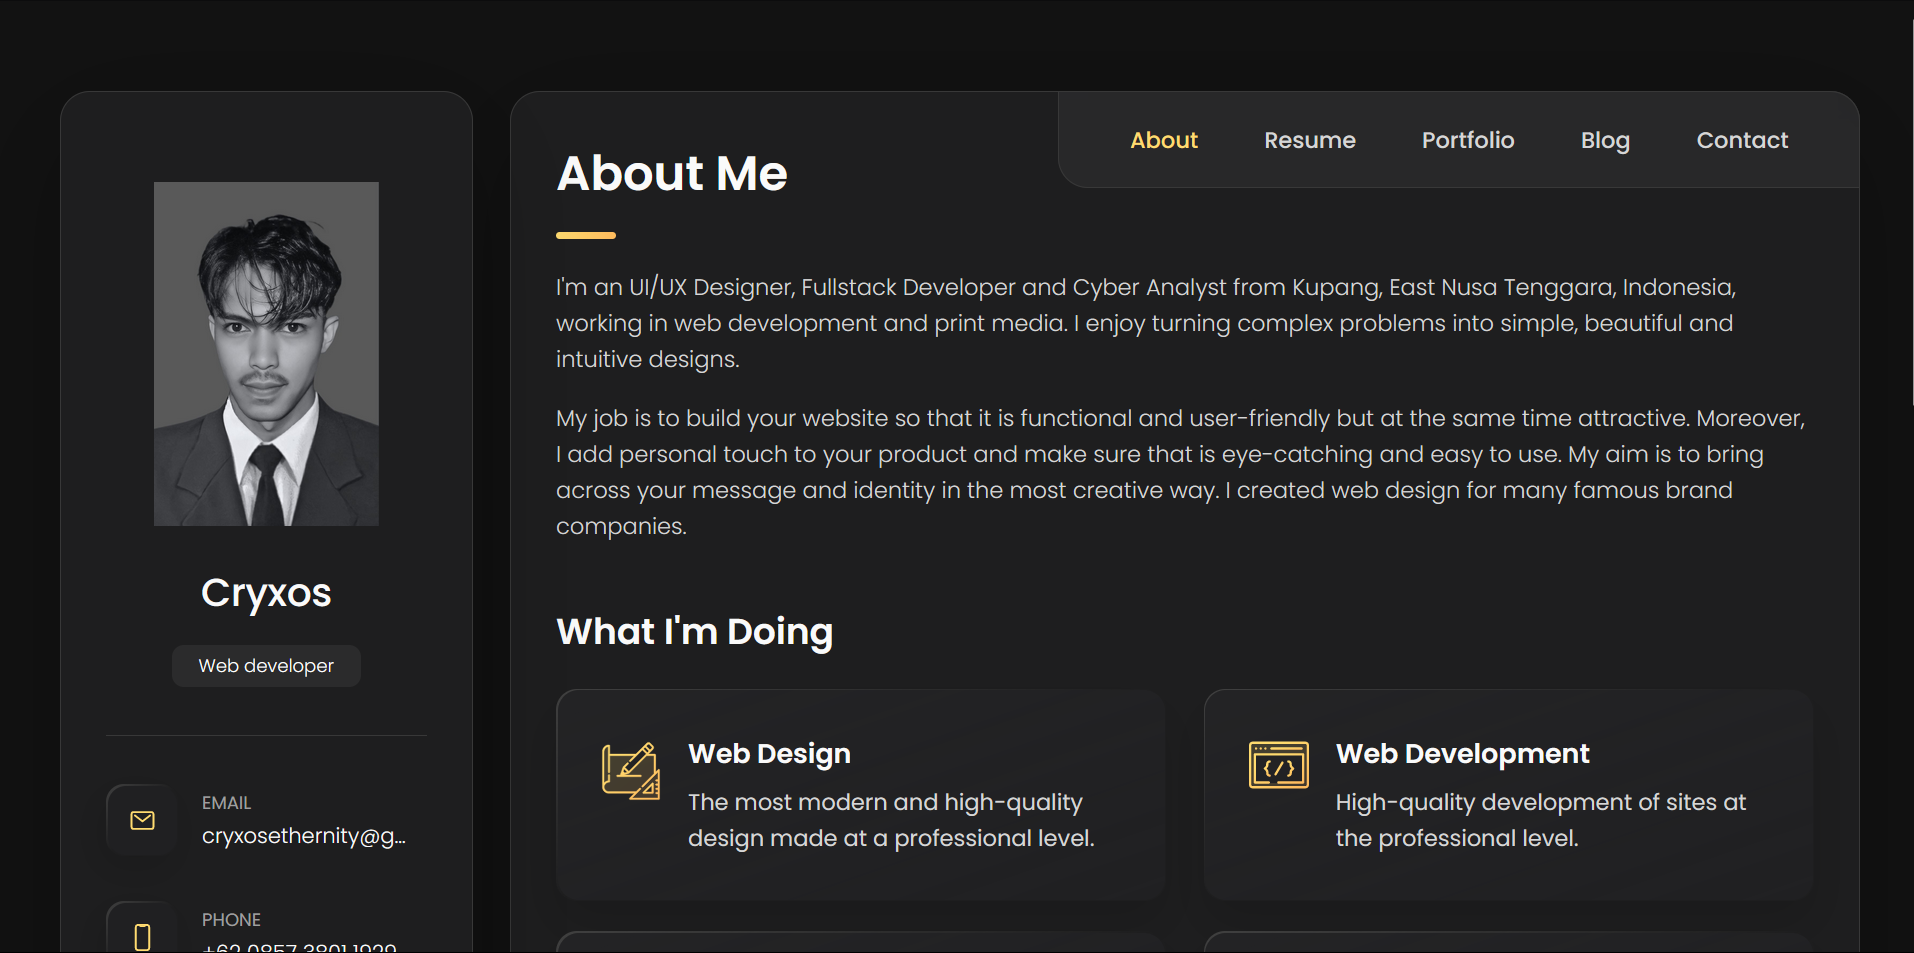 About
Resume
Portfolio
Blog
Contact
About Me
I'm an UI/UX Designer, Fullstack Developer and Cyber Analyst from Kupang, East Nusa Tenggara, Indonesia,
working in web development and print media. I enjoy turning complex problems into simple, beautiful and
intuitive designs.
My job is to build your website so that it is functional and user-friendly but at the same time attractive. Moreover,
I add personal touch to your product and make sure that is eye-catching and easy to use. My aim is to bring
across your message and identity in the most creative way. I created web design for many famous brand
companies.
Cryxos
Web developer
EMAIL
cryxosethernity@g...
PHONE
+62 0857 3801 1929
What I'm Doing
Web Design
The most modern and high-quality
design made at a professional level.
Web Development
High-quality development of sites at
the professional level.